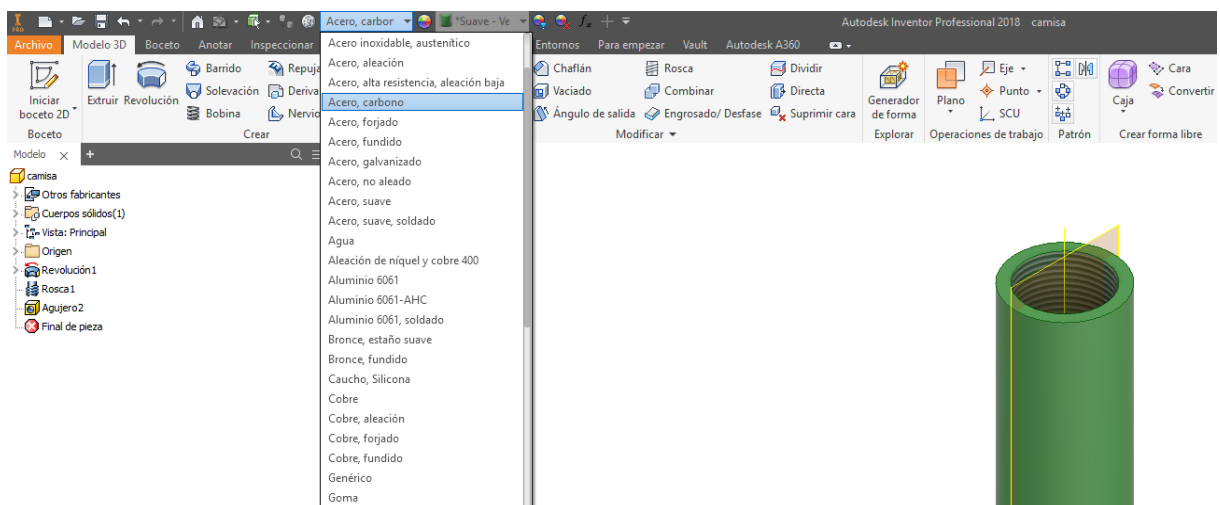 PRO
Acero, carbor
*Suave - Ve
Autodesk Inventor Professional 2018 camisa
Archivo Modelo 3D Boceto Anotar Inspeccionar Entornos Para empezar Vault Autodesk A360
Iniciar
boceto 2D
Boceto
Extruir
Revolución
Barrido
Solevación
Bobina
Repuja
Deriva
Nervio
Crear
Acero inoxidable, austenítico
Acero, aleación
Acero, alta resistencia, aleación baja
Acero, carbono
Acero, forjado
Acero, fundido
Acero, galvanizado
Acero, no aleado
Acero, suave
Acero, suave, soldado
Agua
Aleación de níquel y cobre 400
Aluminio 6061
Aluminio 6061-AHC
Aluminio 6061, soldado
Bronce, estaño suave
Bronce, fundido
Caucho, Silicona
Cobre
Cobre, aleación
Cobre, forjado
Cobre, fundido
Genérico
Goma
Chaflán
Vaciado
Ángulo de salida
Rosca
Combinar
Engrosado/ Desfase
Dividir
Directa
Suprimir cara
Modificar
Generador
de forma
Explorar
Plano
Eje
Punto
SCU
Operaciones de trabajo
Patrón
Caja
Cara
Convertir
Crear forma libre
Modelo
camisa
Otros fabricantes
Cuerpos sólidos(1)
Vista: Principal
Origen
Revolución1
Rosca1
Agujero2
Final de pieza